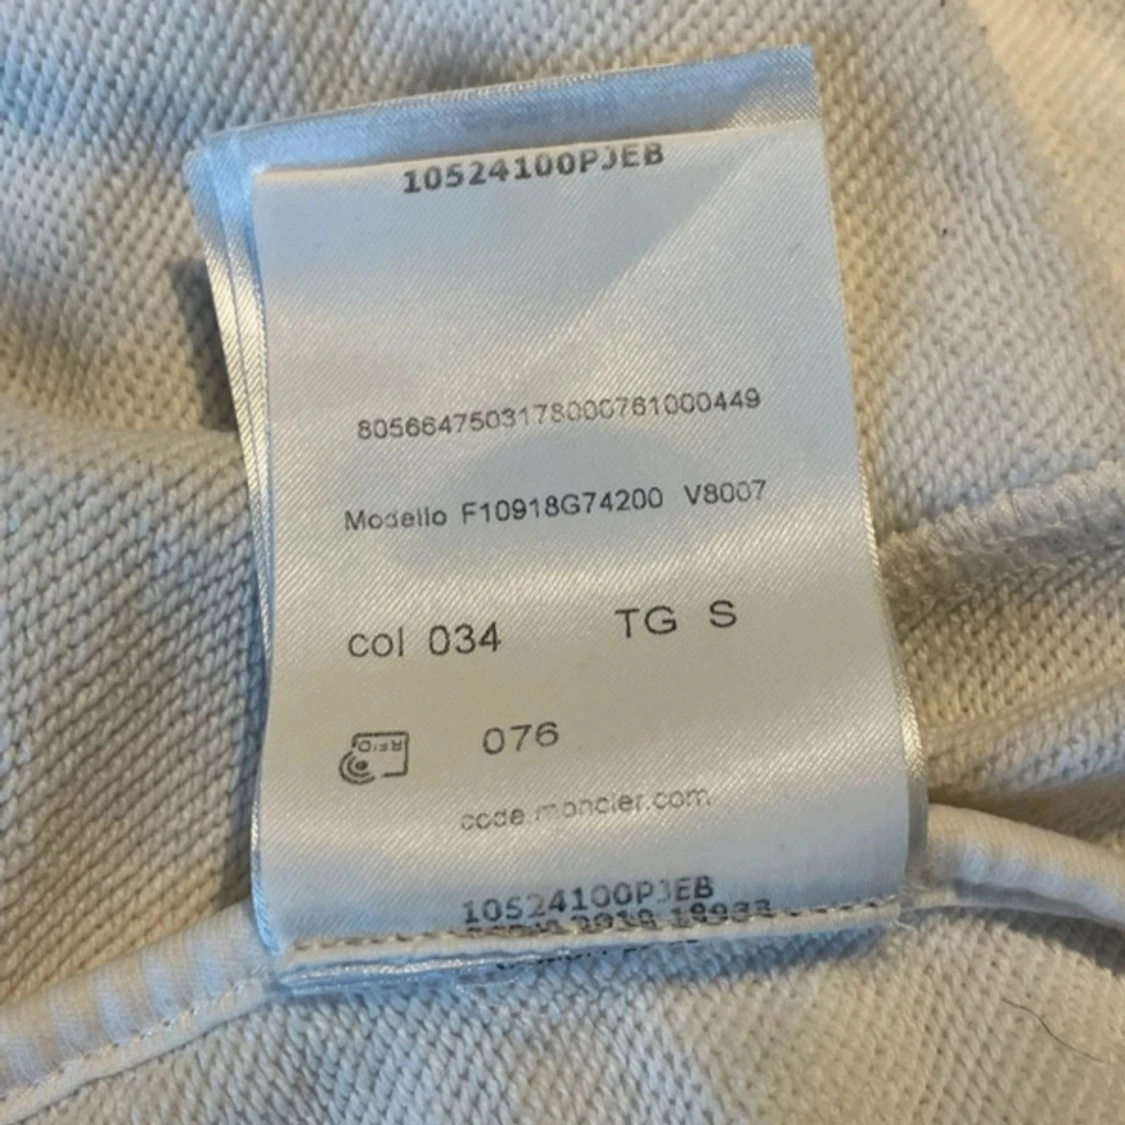 10524100PJEB
8056647503178000761000449
Modello F10918G74200 V8007
col 034 TG S
RFID 076
code.moncler.com
10524100PJEB